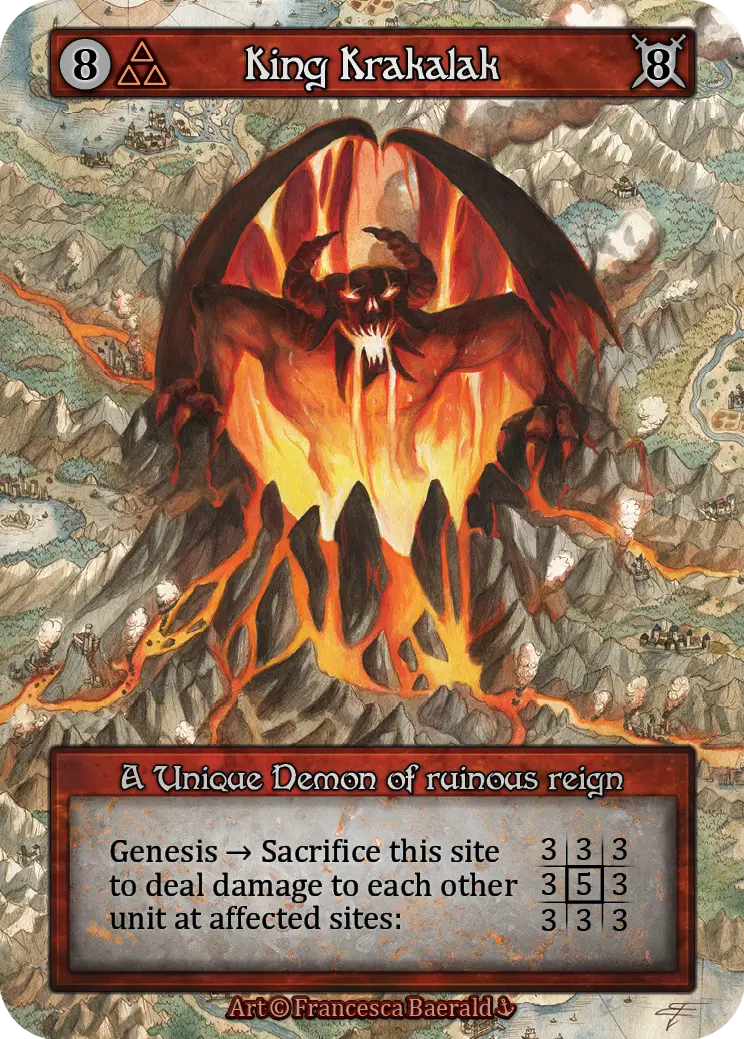 8 King Krakalak 8
A Unique Demon of ruinous reign
Genesis → Sacrifice this site
to deal damage to each other
unit at affected sites:
3 3 3
3 5 3
3 3 3
Art © Francesca Baerald